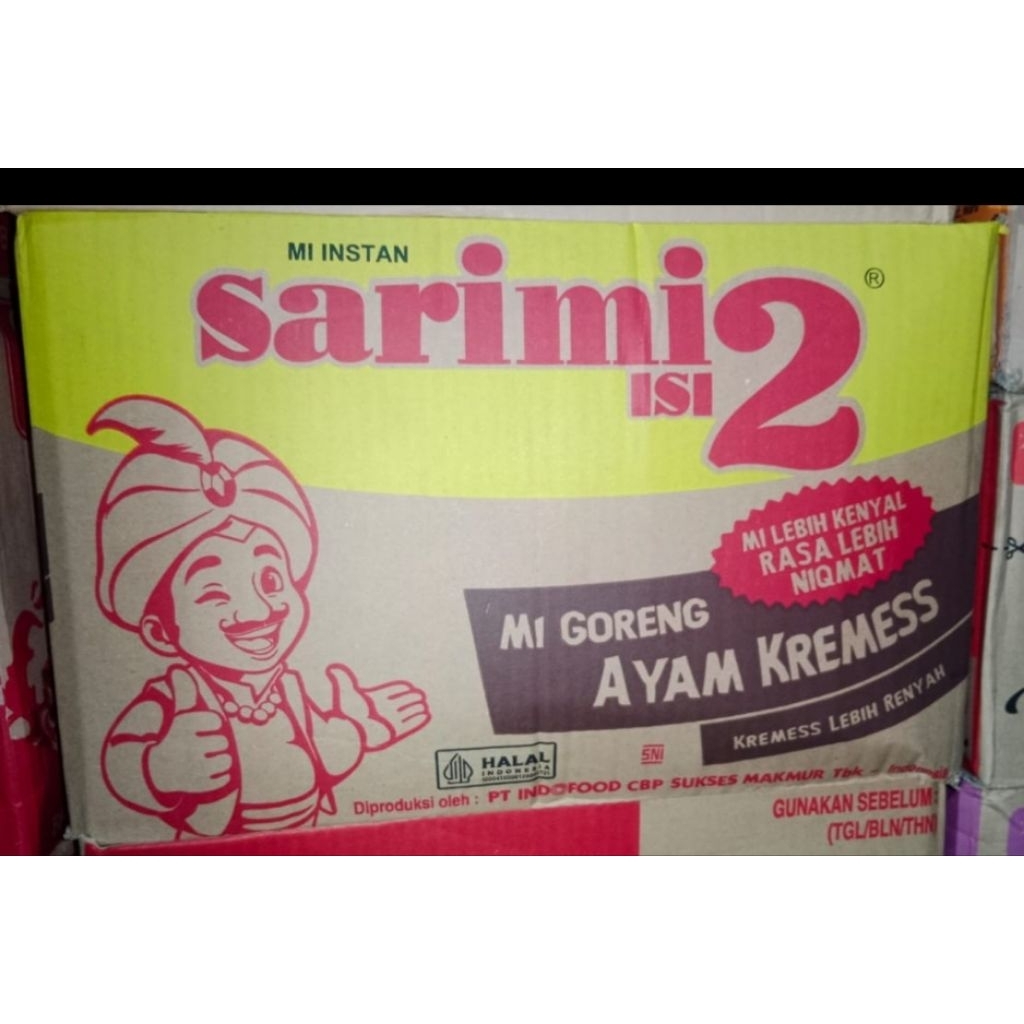 MI INSTAN
sarimi
ISI 2
®
MI LEBIH KENYAL
RASA LEBIH
NIQMAT
MI GORENG
AYAM KREMESS
KREMESS LEBIH RENYAH
HALAL
INDONESIA
SNI
Diproduksi oleh : PT INDOFOOD CBP SUKSES MAKMUR Tbk - Indonesia
GUNAKAN SEBELUM:
(TGL/BLN/THN)